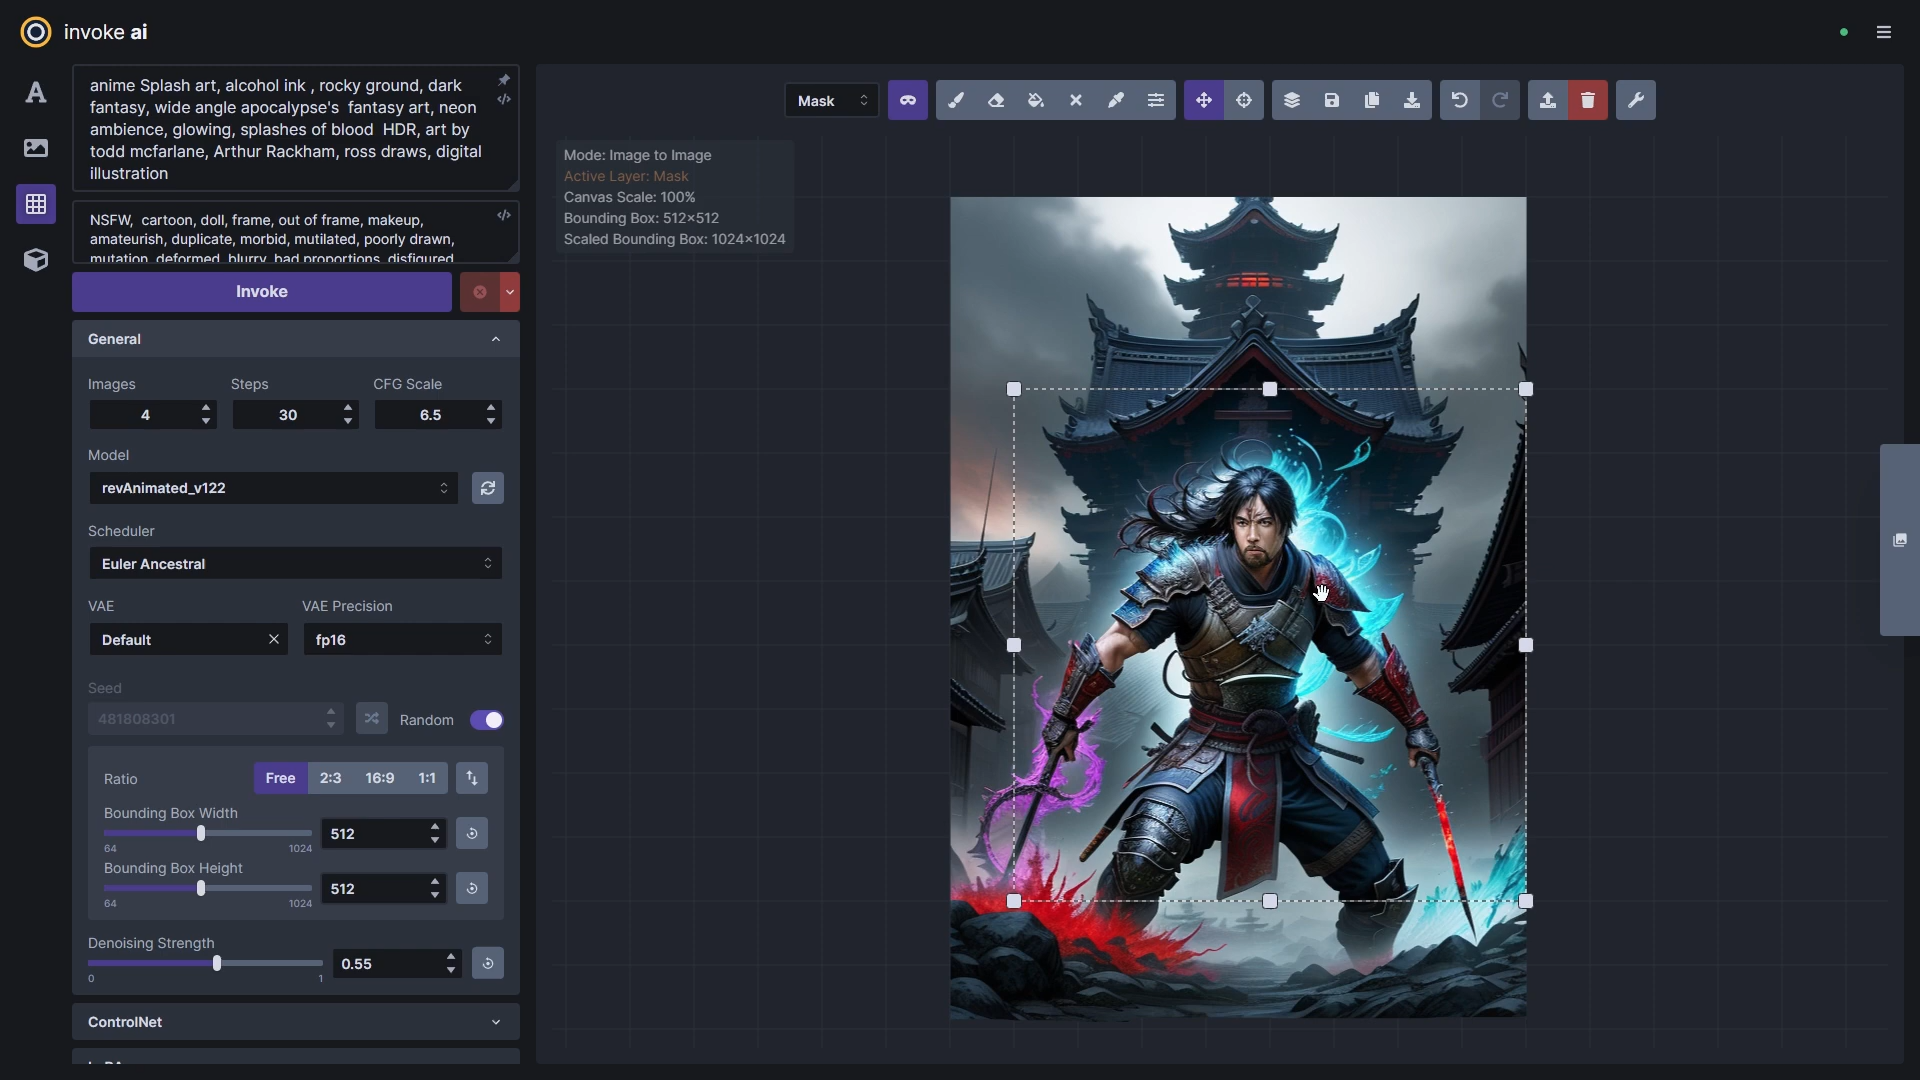 invoke ai
anime Splash art, alcohol ink , rocky ground, dark
fantasy, wide angle apocalypse's fantasy art, neon
ambience, glowing, splashes of blood HDR, art by
todd mcfarlane, Arthur Rackham, ross draws, digital
illustration
NSFW, cartoon, doll, frame, out of frame, makeup,
amateurish, duplicate, morbid, mutilated, poorly drawn,
mutation, deformed, blurry, bad proportions, disfigured
Invoke
General
Images
Steps
CFG Scale
4
30
6.5
Model
revAnimated_v122
Scheduler
Euler Ancestral
VAE
VAE Precision
Default
fp16
Seed
481808301
Random
Ratio
Free
2:3
16:9
1:1
Bounding Box Width
512
64
1024
Bounding Box Height
512
64
1024
Denoising Strength
0.55
0
1
ControlNet
Mask
Mode: Image to Image
Active Layer: Mask
Canvas Scale: 100%
Bounding Box: 512×512
Scaled Bounding Box: 1024×1024